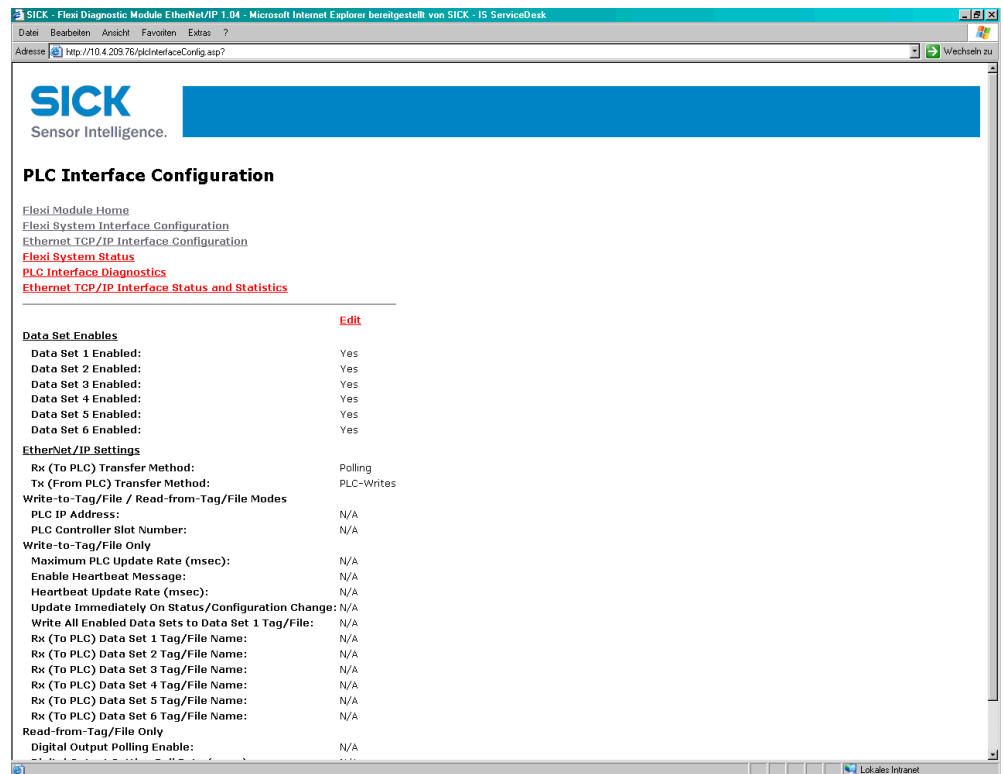 SICK - Flexi Diagnostic Module EtherNet/IP 1.04 - Microsoft Internet Explorer bereitgestellt von SICK - IS ServiceDesk
Datei Bearbeiten Ansicht Favoriten Extras ?
Adresse http://10.4.209.76/plcInterfaceConfig.asp? Wechseln zu
SICK
Sensor Intelligence.
PLC Interface Configuration
Flexi Module Home
Flexi System Interface Configuration
Ethernet TCP/IP Interface Configuration
Flexi System Status
PLC Interface Diagnostics
Ethernet TCP/IP Interface Status and Statistics
Edit
Data Set Enables
Data Set 1 Enabled: Yes
Data Set 2 Enabled: Yes
Data Set 3 Enabled: Yes
Data Set 4 Enabled: Yes
Data Set 5 Enabled: Yes
Data Set 6 Enabled: Yes
EtherNet/IP Settings
Rx (To PLC) Transfer Method: Polling
Tx (From PLC) Transfer Method: PLC-Writes
Write-to-Tag/File / Read-from-Tag/File Modes
PLC IP Address: N/A
PLC Controller Slot Number: N/A
Write-to-Tag/File Only
Maximum PLC Update Rate (msec): N/A
Enable Heartbeat Message: N/A
Heartbeat Update Rate (msec): N/A
Update Immediately On Status/Configuration Change: N/A
Write All Enabled Data Sets to Data Set 1 Tag/File: N/A
Rx (To PLC) Data Set 1 Tag/File Name: N/A
Rx (To PLC) Data Set 2 Tag/File Name: N/A
Rx (To PLC) Data Set 3 Tag/File Name: N/A
Rx (To PLC) Data Set 4 Tag/File Name: N/A
Rx (To PLC) Data Set 5 Tag/File Name: N/A
Rx (To PLC) Data Set 6 Tag/File Name: N/A
Read-from-Tag/File Only
Digital Output Polling Enable: N/A
Lokales Intranet